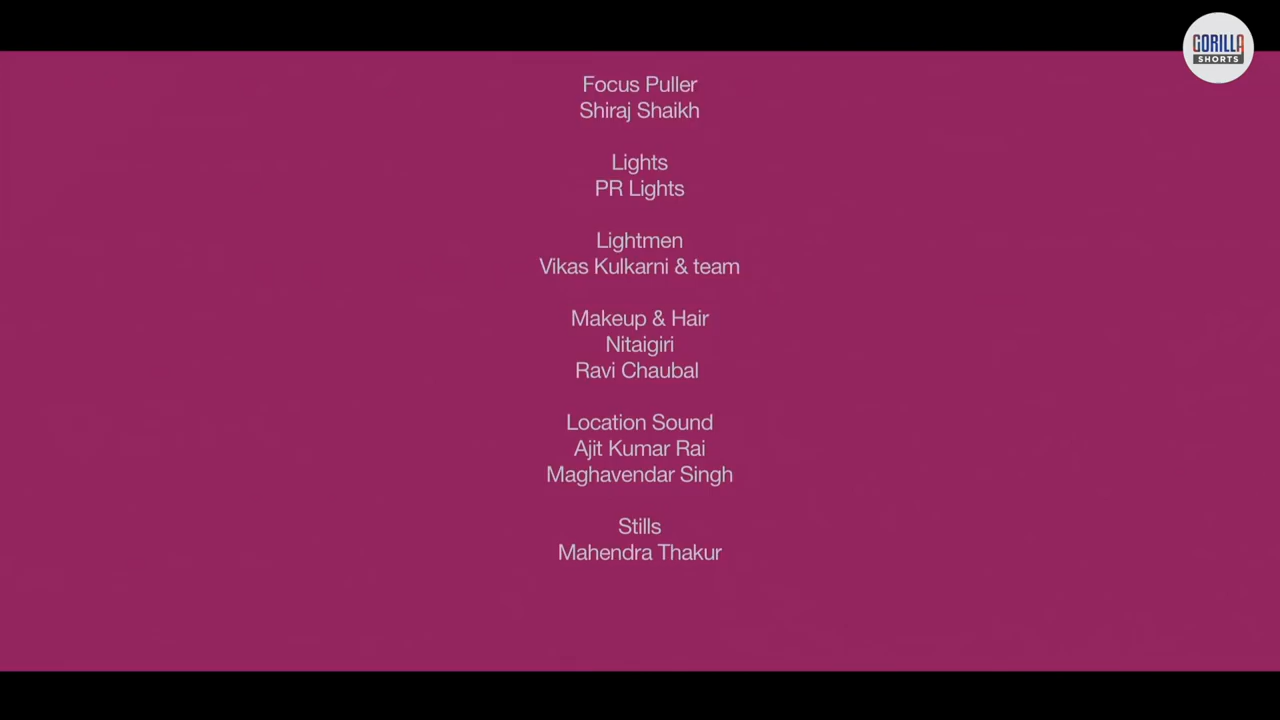 GORILLA
SHORTS
Focus Puller
Shiraj Shaikh
Lights
PR Lights
Lightmen
Vikas Kulkarni & team
Makeup & Hair
Nitaigiri
Ravi Chaubal
Location Sound
Ajit Kumar Rai
Maghavendar Singh
Stills
Mahendra Thakur